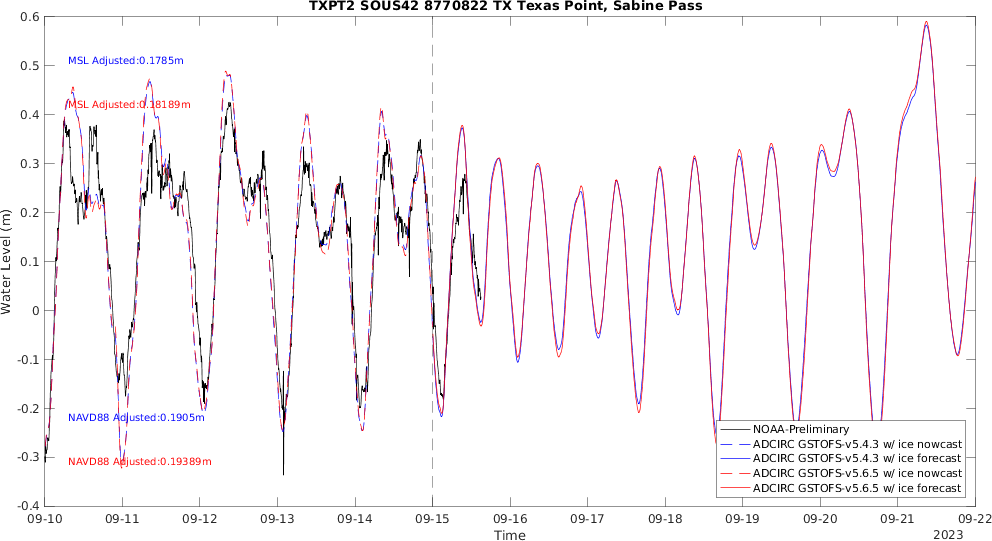 TXPT2 SOUS42 8770822 TX Texas Point, Sabine Pass
0.6
0.5
0.4
0.3
0.2
0.1
0
-0.1
-0.2
-0.3
-0.4
Water Level (m)
MSL Adjusted:0.1785m
MSL Adjusted:0.18189m
NAVD88 Adjusted:0.1905m
NAVD88 Adjusted:0.19389m
NOAA-Preliminary
ADCIRC GSTOFS-v5.4.3 w/ ice nowcast
ADCIRC GSTOFS-v5.4.3 w/ ice forecast
ADCIRC GSTOFS-v5.6.5 w/ ice nowcast
ADCIRC GSTOFS-v5.6.5 w/ ice forecast
09-10 09-11 09-12 09-13 09-14 09-15 09-16 09-17 09-18 09-19 09-20 09-21 09-22
Time
2023